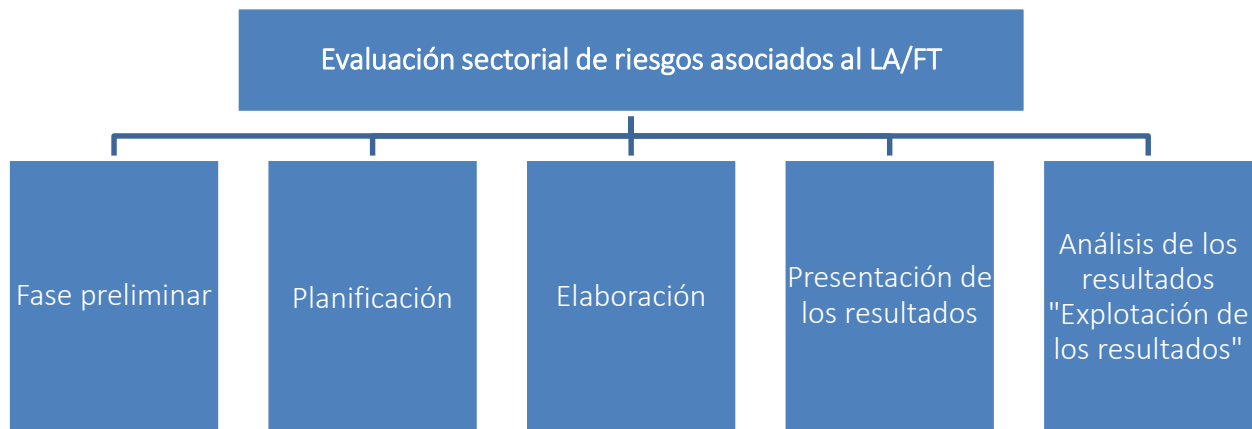 Evaluación sectorial de riesgos asociados al LA/FT
Fase preliminar
Planificación
Elaboración
Presentación de
los resultados
Análisis de los
resultados
"Explotación de
los resultados"